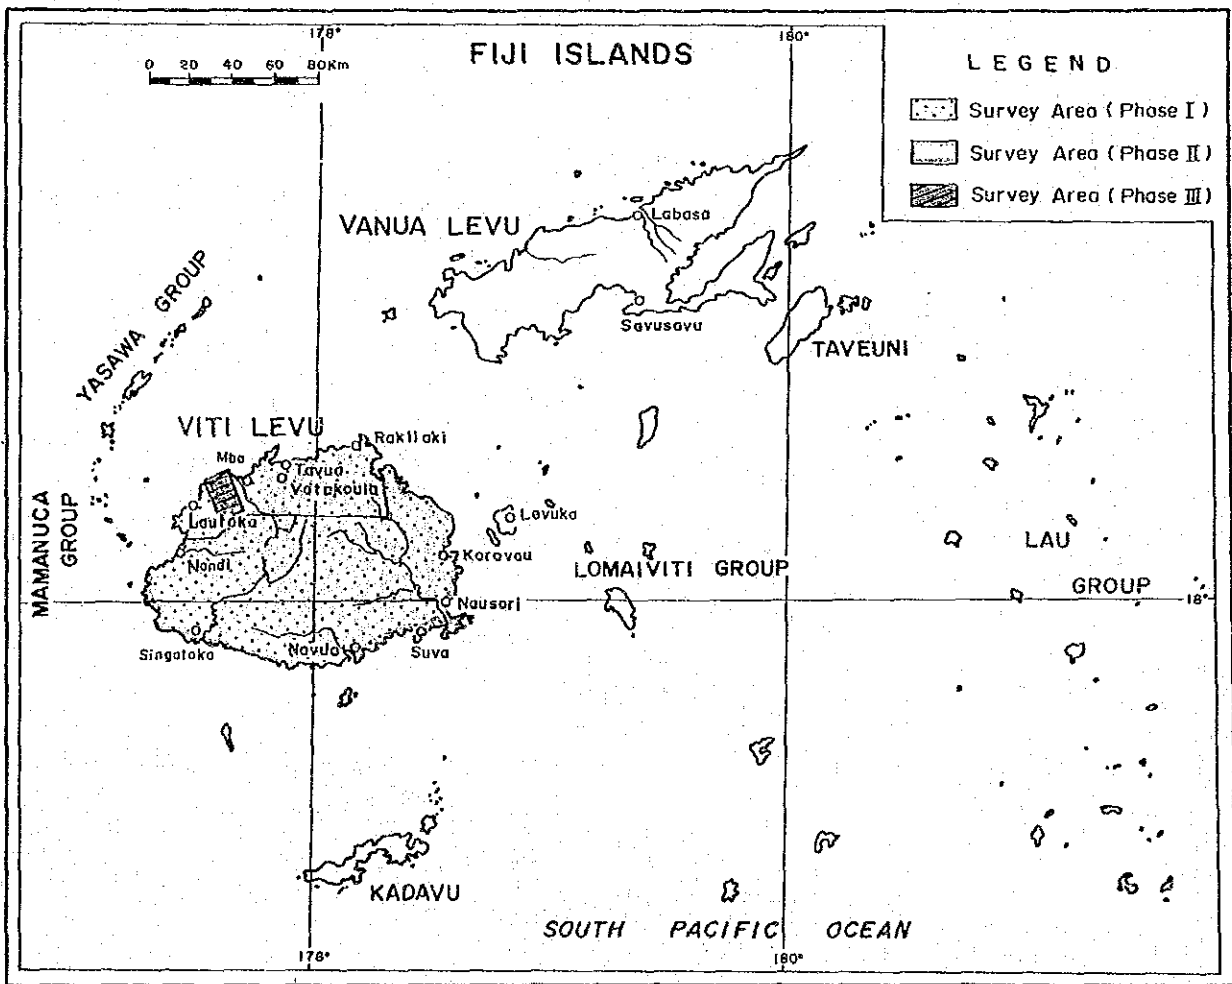 178°
180°
FIJI ISLANDS
0 20 40 60 80Km
LEGEND
Survey Area (Phase I)
Survey Area (Phase II)
Survey Area (Phase III)
VANUA LEVU
Labasa
YASAWA GROUP
Savusavu
TAVEUNI
VITI LEVU
Rakiraki
Mba
Tavua
Vatakoula
Lautoka
Levuka
MAMANUCA
GROUP
Nandi
Korovou
LAU
GROUP
LOMAIVITI GROUP
Nausori
18°
Singatoka
Navua
Suva
KADAVU
SOUTH PACIFIC OCEAN
178°
180°